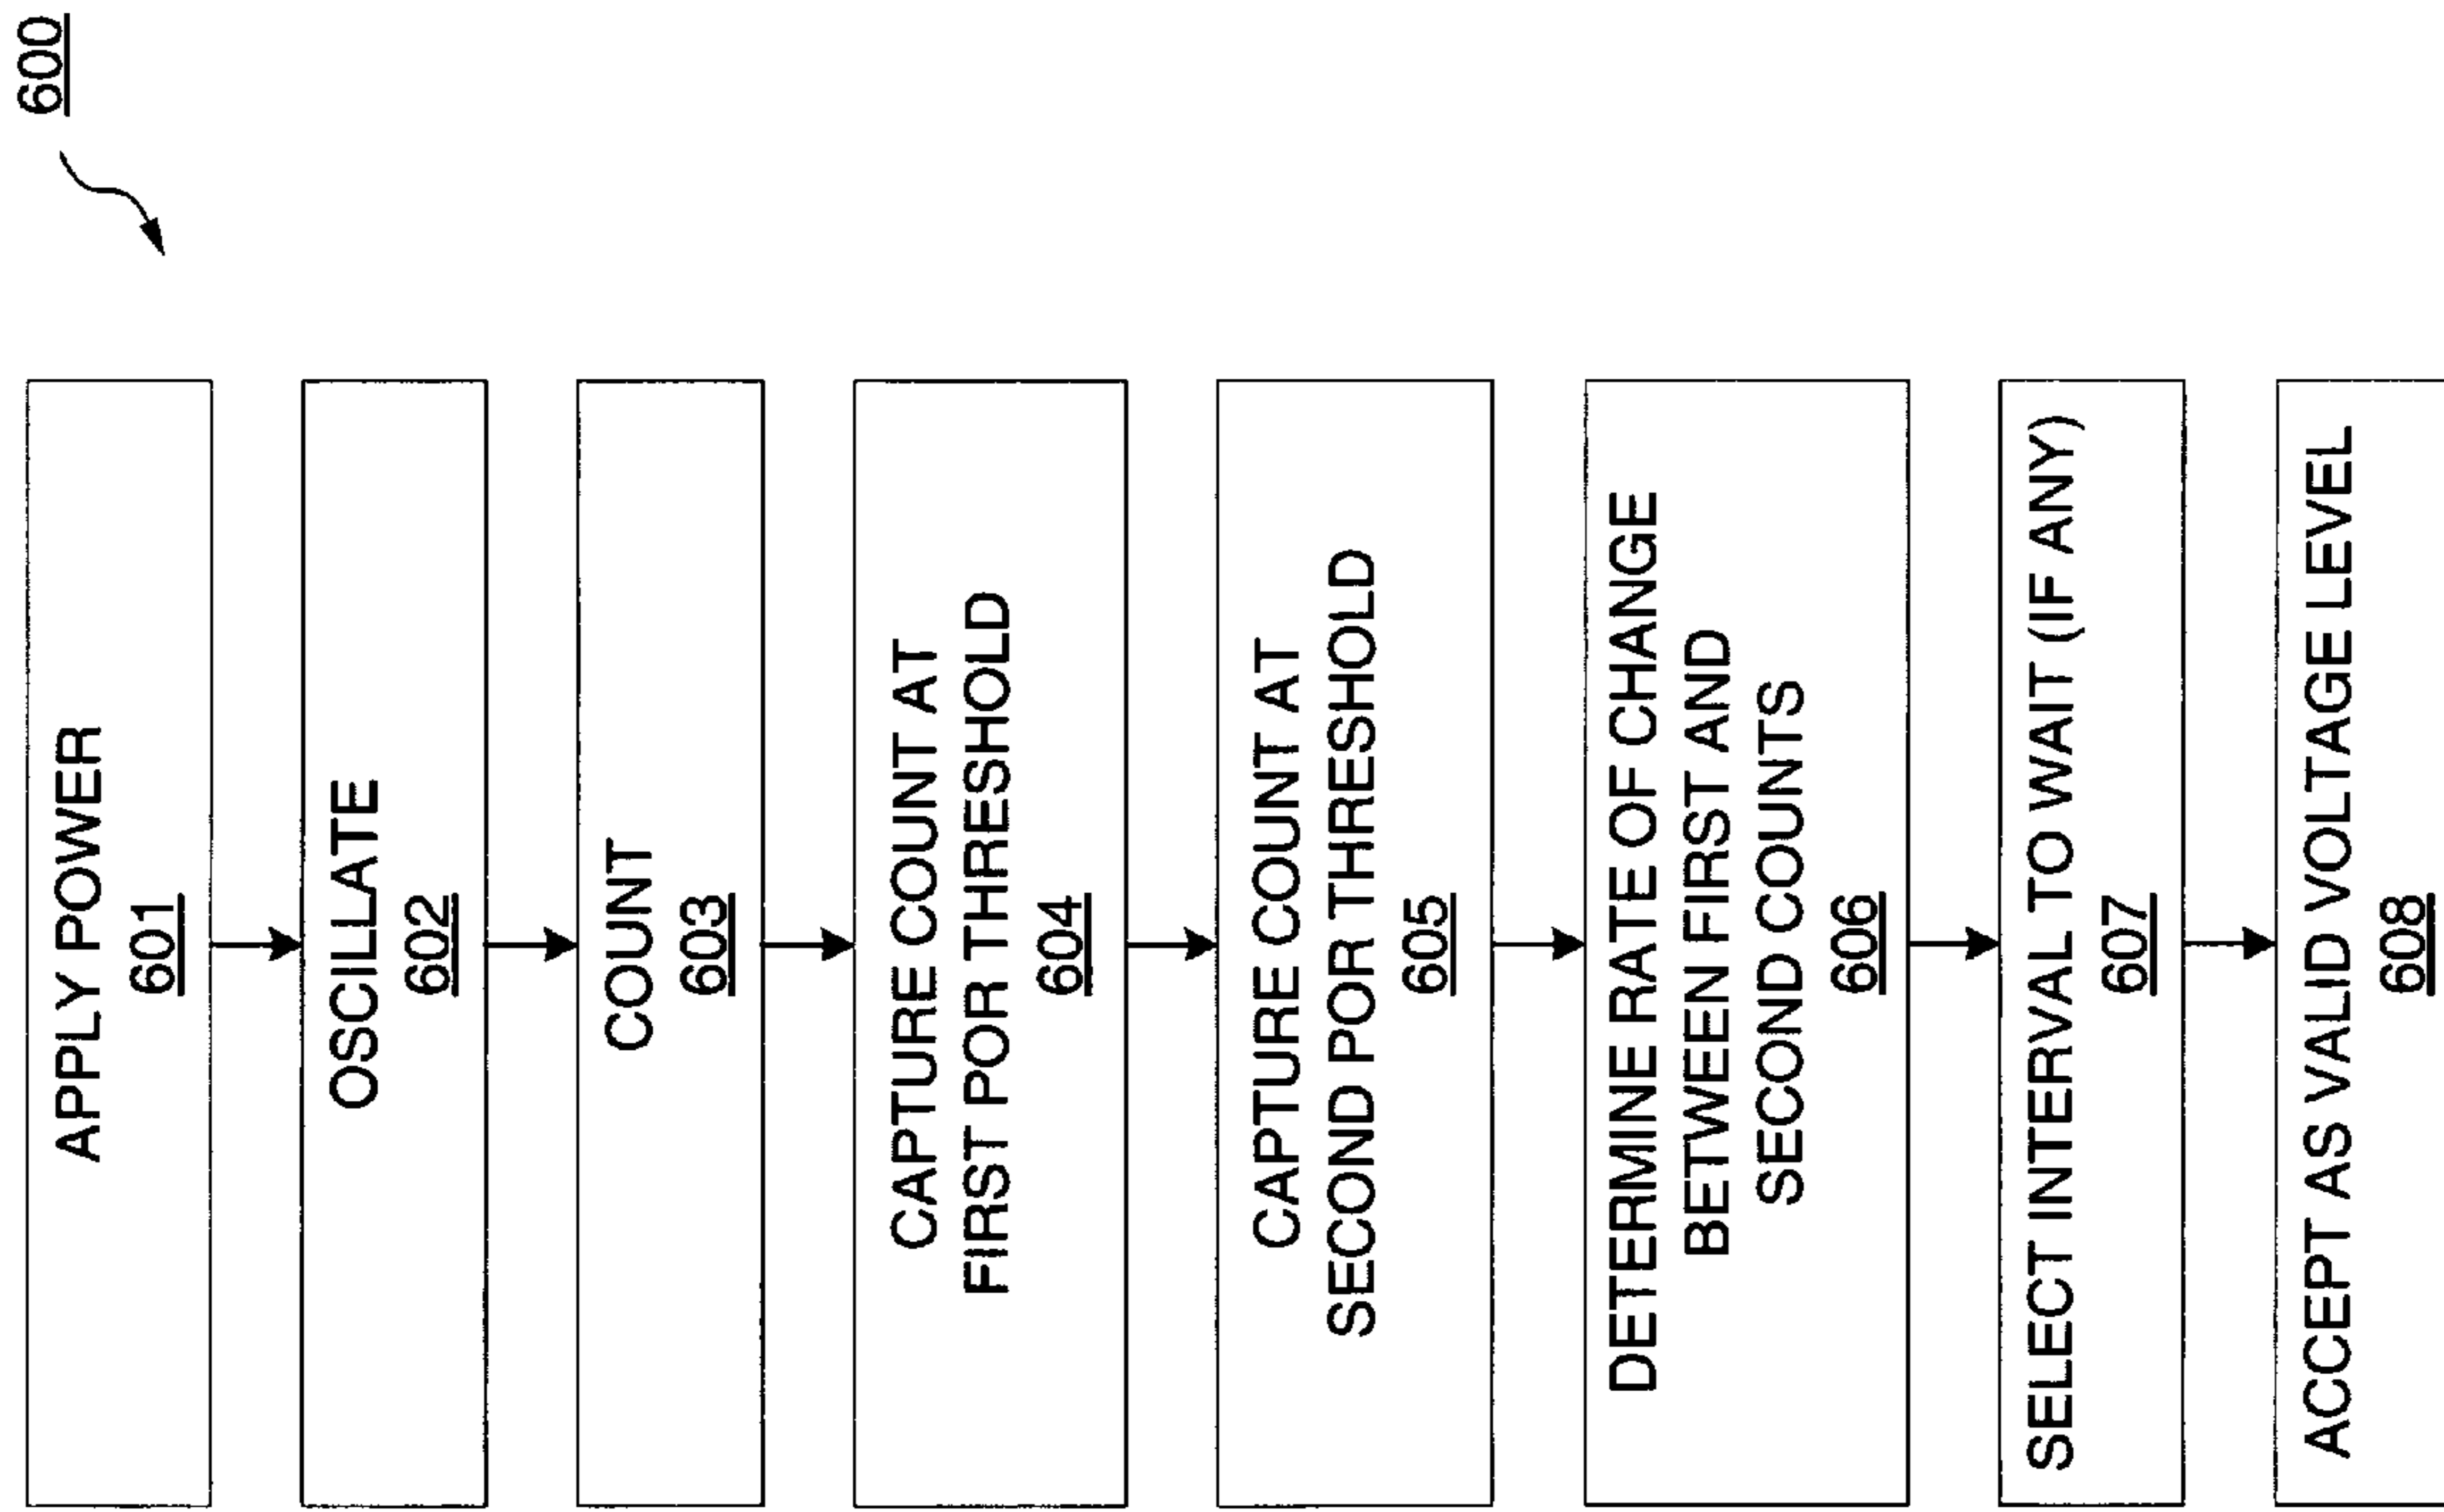 600
APPLY POWER
601
OSCILLATE
602
COUNT
603
CAPTURE COUNT AT
FIRST POR THRESHOLD
604
CAPTURE COUNT AT
SECOND POR THRESHOLD
605
DETERMINE RATE OF CHANGE
BETWEEN FIRST AND
SECOND COUNTS
606
SELECT INTERVAL TO WAIT (IF ANY)
607
ACCEPT AS VALID VOLTAGE LEVEL
608